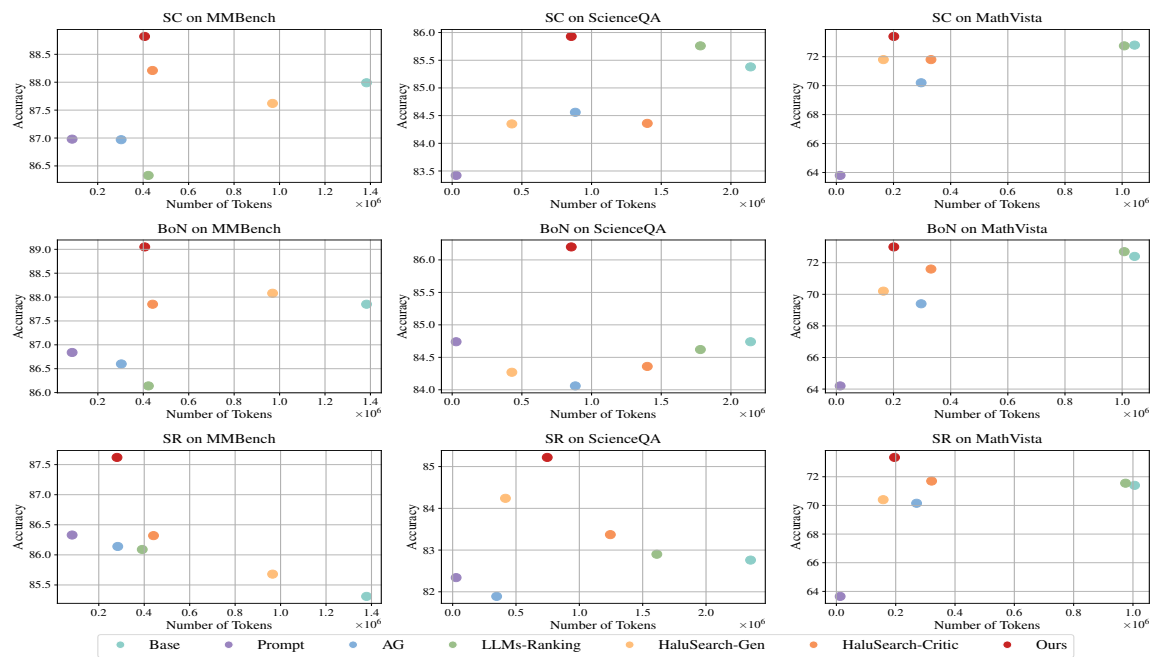 SC on MMBench
SC on ScienceQA
SC on MathVista
Accuracy
88.5
88.0
87.5
87.0
86.5
0.2 0.4 0.6 0.8 1.0 1.2 1.4
Number of Tokens
×10⁶
Accuracy
86.0
85.5
85.0
84.5
84.0
83.5
0.0 0.5 1.0 1.5 2.0
Number of Tokens
×10⁶
Accuracy
72
70
68
66
64
0.0 0.2 0.4 0.6 0.8 1.0
Number of Tokens
×10⁶
BoN on MMBench
BoN on ScienceQA
BoN on MathVista
Accuracy
89.0
88.5
88.0
87.5
87.0
86.5
86.0
0.2 0.4 0.6 0.8 1.0 1.2 1.4
Number of Tokens
×10⁶
Accuracy
86.0
85.5
85.0
84.5
84.0
0.0 0.5 1.0 1.5 2.0
Number of Tokens
×10⁶
Accuracy
72
70
68
66
64
0.0 0.2 0.4 0.6 0.8 1.0
Number of Tokens
×10⁶
SR on MMBench
SR on ScienceQA
SR on MathVista
Accuracy
87.5
87.0
86.5
86.0
85.5
0.2 0.4 0.6 0.8 1.0 1.2 1.4
Number of Tokens
×10⁶
Accuracy
85
84
83
82
0.0 0.5 1.0 1.5 2.0
Number of Tokens
×10⁶
Accuracy
72
70
68
66
64
0.0 0.2 0.4 0.6 0.8 1.0
Number of Tokens
×10⁶
Base Prompt AG LLMs-Ranking HaluSearch-Gen HaluSearch-Critic Ours